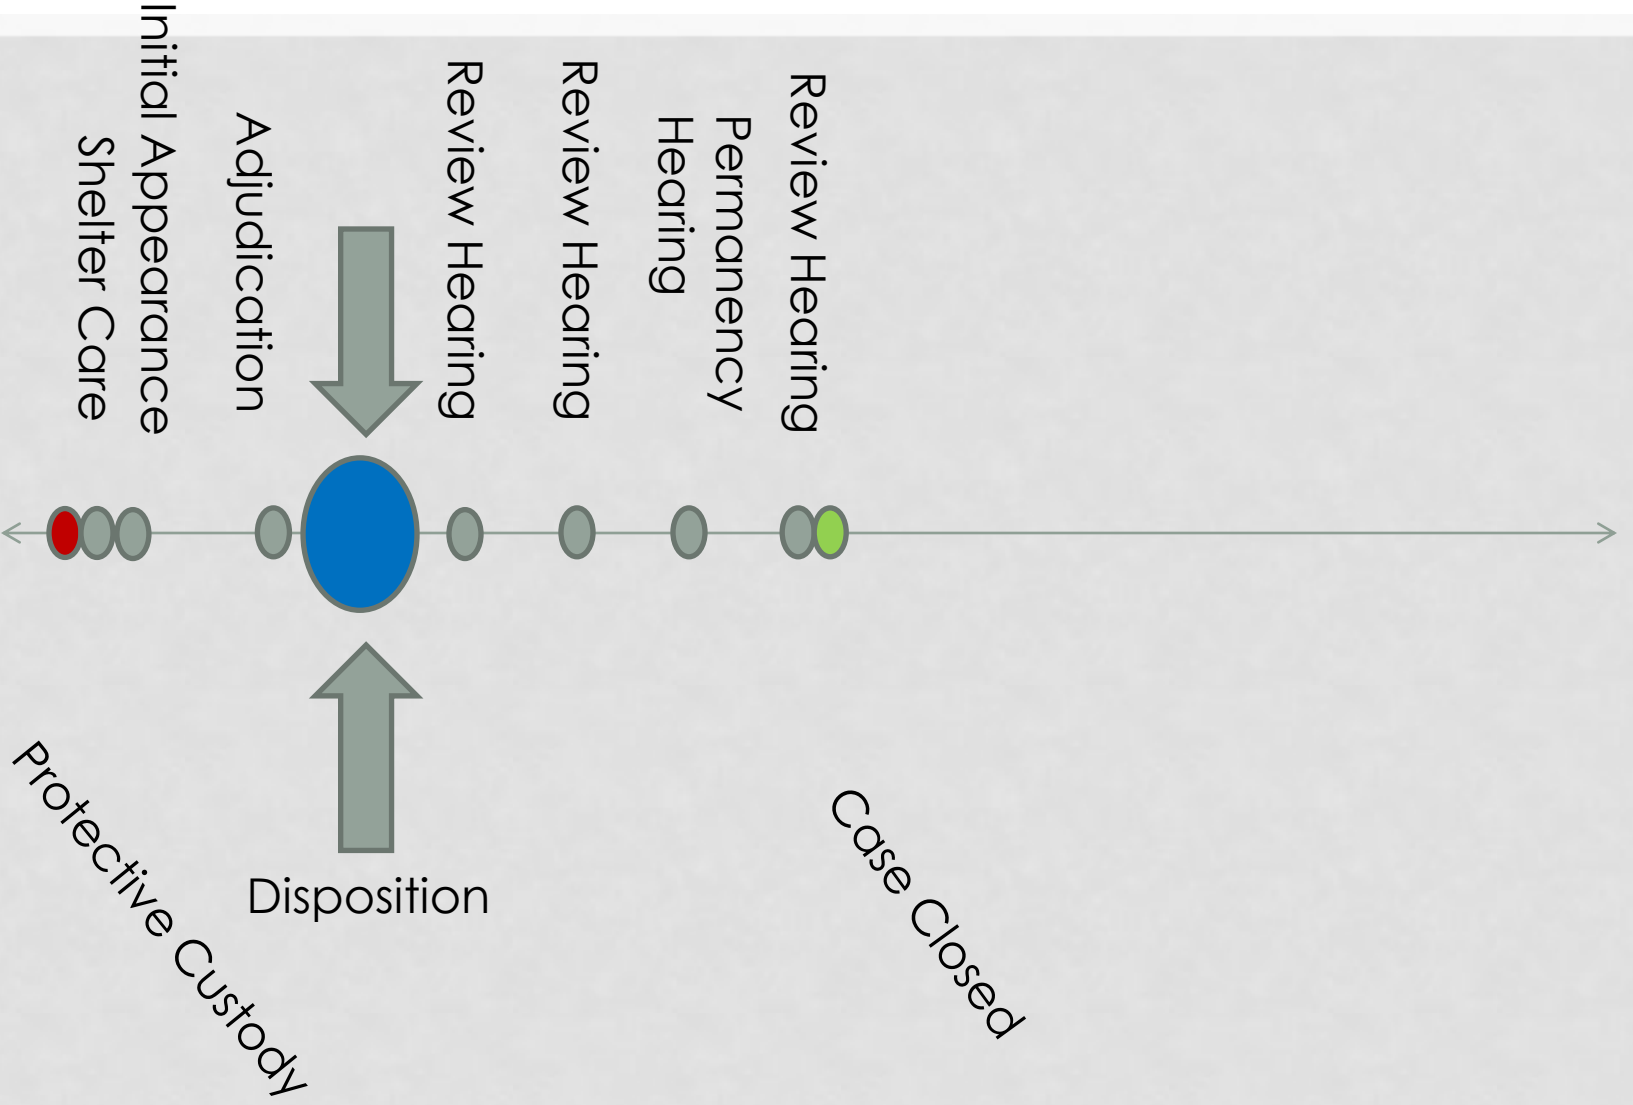 Shelter Care
Initial Appearance
Adjudication
Review Hearing
Review Hearing
Permanency
Hearing
Review Hearing
Protective Custody
Disposition
Case Closed